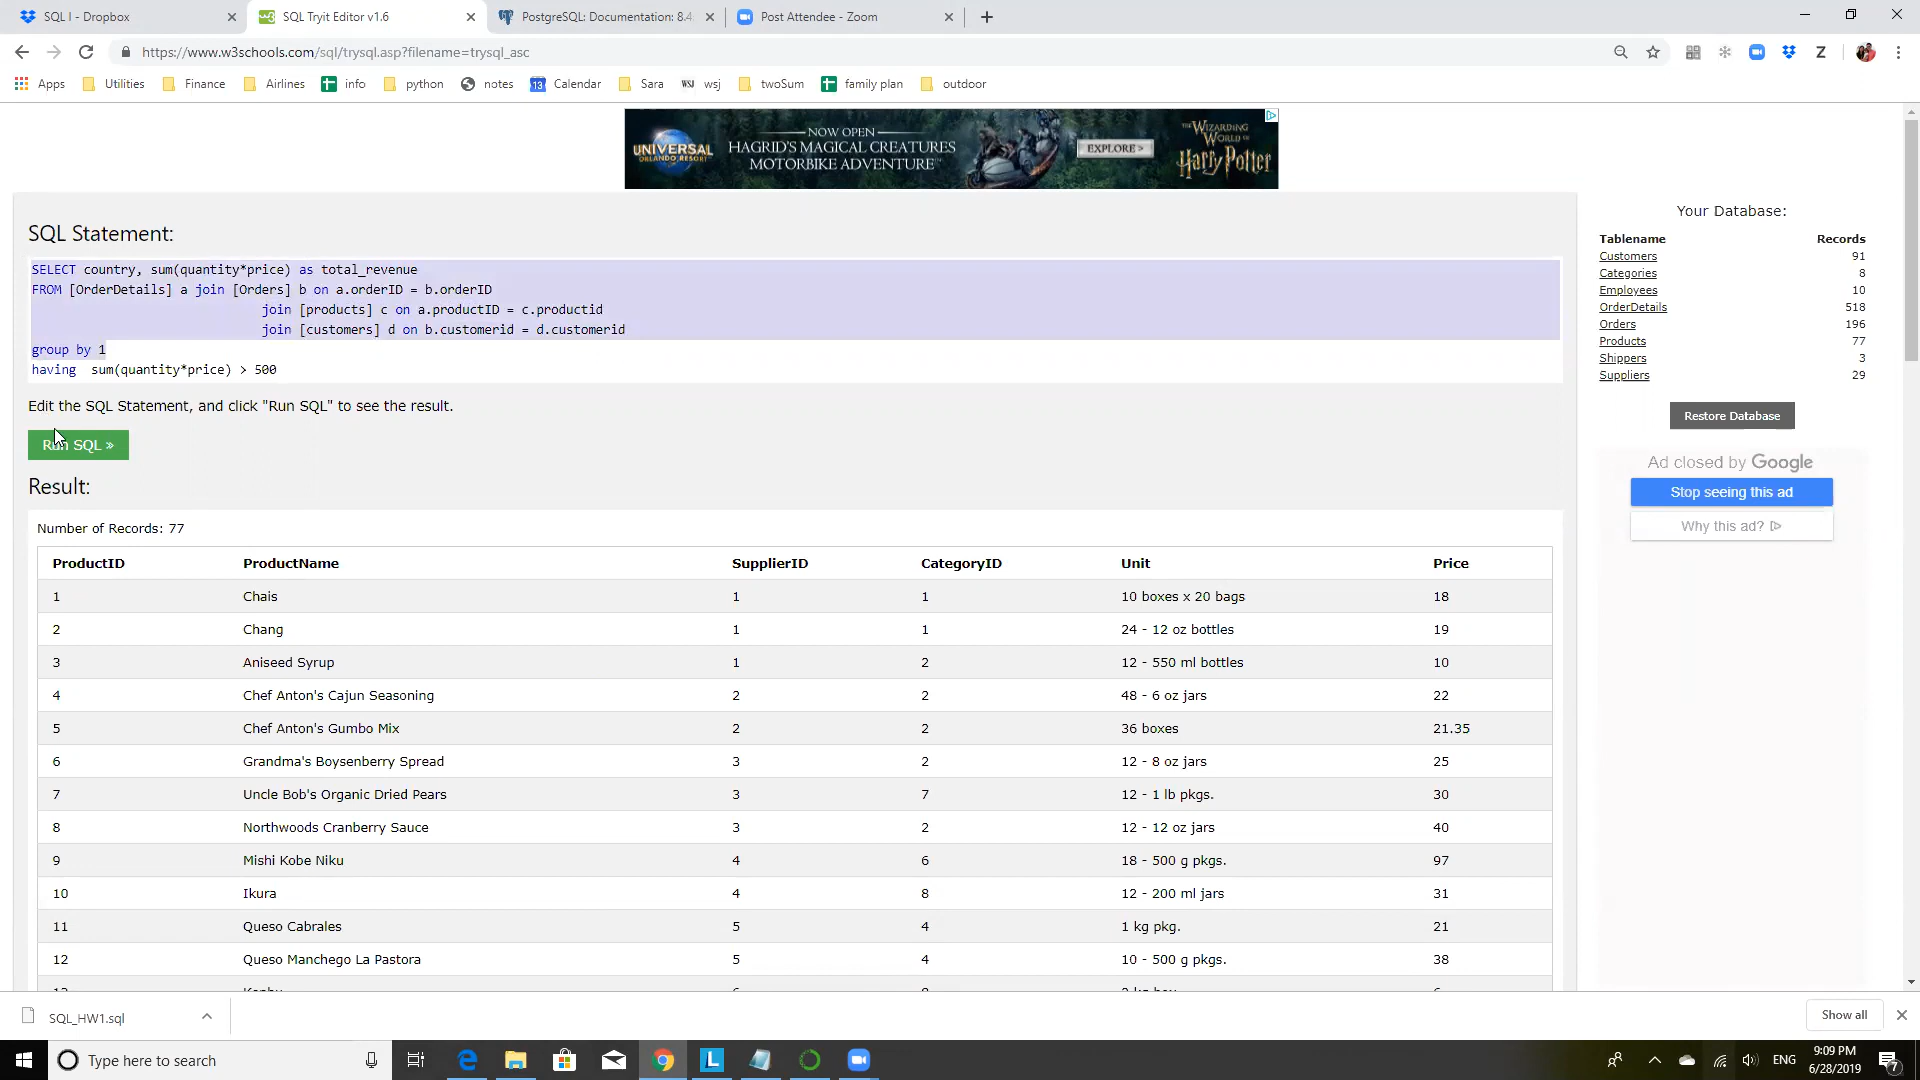 SQL I - Dropbox
SQL Tryit Editor v1.6
PostgreSQL: Documentation: 8.4
Post Attendee - Zoom
https://www.w3schools.com/sql/trysql.asp?filename=trysql_asc
Apps Utilities Finance Airlines info python notes Calendar Sara wsj twoSum family plan outdoor
UNIVERSAL
ORLANDO RESORT
NOW OPEN
HAGRID'S MAGICAL CREATURES
MOTORBIKE ADVENTURE™
EXPLORE >
THE WIZARDING
WORLD OF
Harry Potter
SQL Statement:
SELECT country, sum(quantity*price) as total_revenue
FROM [OrderDetails] a join [Orders] b on a.orderID = b.orderID
join [products] c on a.productID = c.productid
join [customers] d on b.customerid = d.customerid
group by 1
having  sum(quantity*price) > 500
Edit the SQL Statement, and click "Run SQL" to see the result.
Run SQL »
Result:
Number of Records: 77
ProductID ProductName SupplierID CategoryID Unit Price
1 Chais 1 1 10 boxes x 20 bags 18
2 Chang 1 1 24 - 12 oz bottles 19
3 Aniseed Syrup 1 2 12 - 550 ml bottles 10
4 Chef Anton's Cajun Seasoning 2 2 48 - 6 oz jars 22
5 Chef Anton's Gumbo Mix 2 2 36 boxes 21.35
6 Grandma's Boysenberry Spread 3 2 12 - 8 oz jars 25
7 Uncle Bob's Organic Dried Pears 3 7 12 - 1 lb pkgs. 30
8 Northwoods Cranberry Sauce 3 2 12 - 12 oz jars 40
9 Mishi Kobe Niku 4 6 18 - 500 g pkgs. 97
10 Ikura 4 8 12 - 200 ml jars 31
11 Queso Cabrales 5 4 1 kg pkg. 21
12 Queso Manchego La Pastora 5 4 10 - 500 g pkgs. 38
Your Database:
Tablename Records
Customers 91
Categories 8
Employees 10
OrderDetails 518
Orders 196
Products 77
Shippers 3
Suppliers 29
Restore Database
Ad closed by Google
Stop seeing this ad
Why this ad?
SQL_HW1.sql
Show all
Type here to search
ENG
9:09 PM
6/28/2019
7